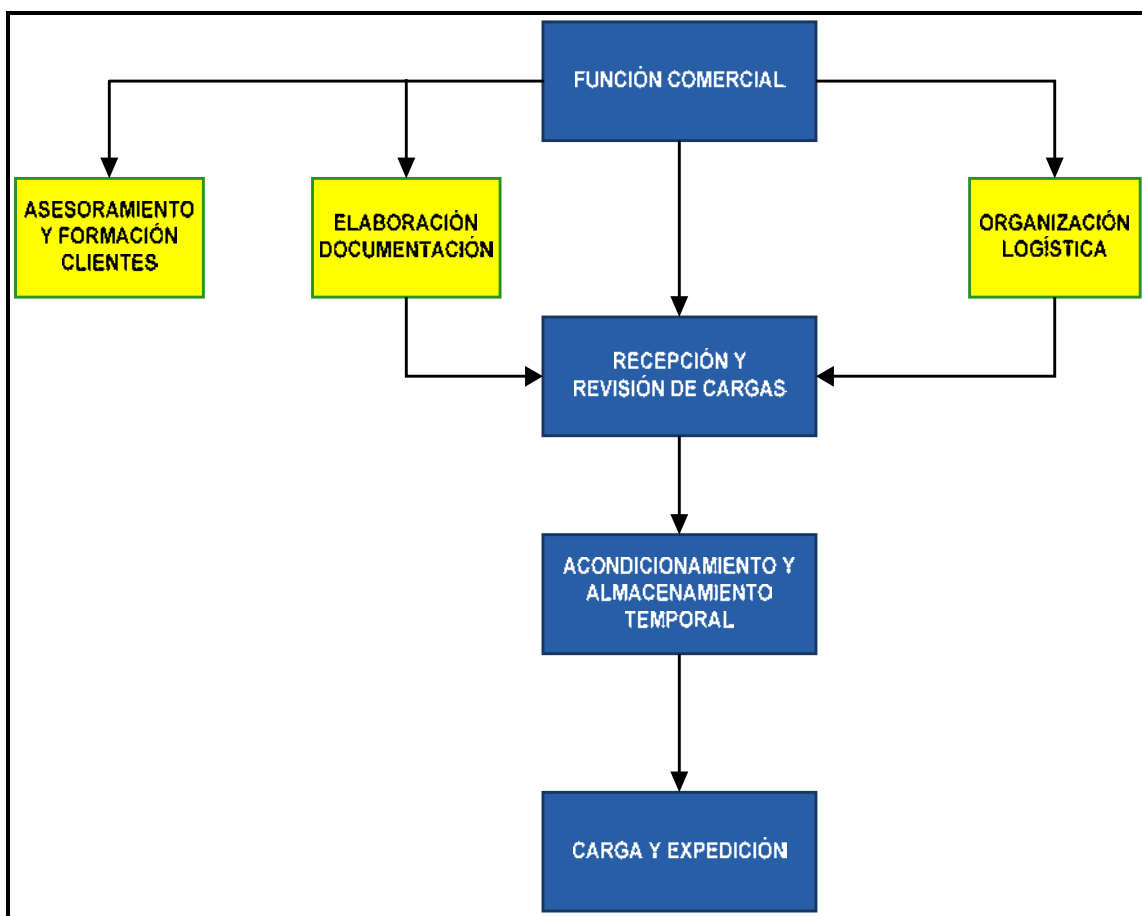 FUNCIÓN COMERCIAL
ASESORAMIENTO
Y FORMACIÓN
CLIENTES
ELABORACIÓN
DOCUMENTACIÓN
ORGANIZACIÓN
LOGÍSTICA
RECEPCIÓN Y
REVISIÓN DE CARGAS
ACONDICIONAMIENTO Y
ALMACENAMIENTO
TEMPORAL
CARGA Y EXPEDICIÓN